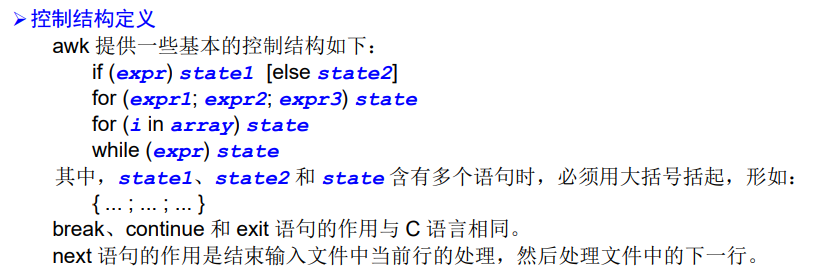 ➢控制结构定义
awk 提供一些基本的控制结构如下：
if (expr) state1 [else state2]
for (expr1; expr2; expr3) state
for (i in array) state
while (expr) state
其中，state1、state2 和 state 含有多个语句时，必须用大括号括起，形如：
{ ... ; ... ; ... }
break、continue 和 exit 语句的作用与 C 语言相同。
next 语句的作用是结束输入文件中当前行的处理，然后处理文件中的下一行。